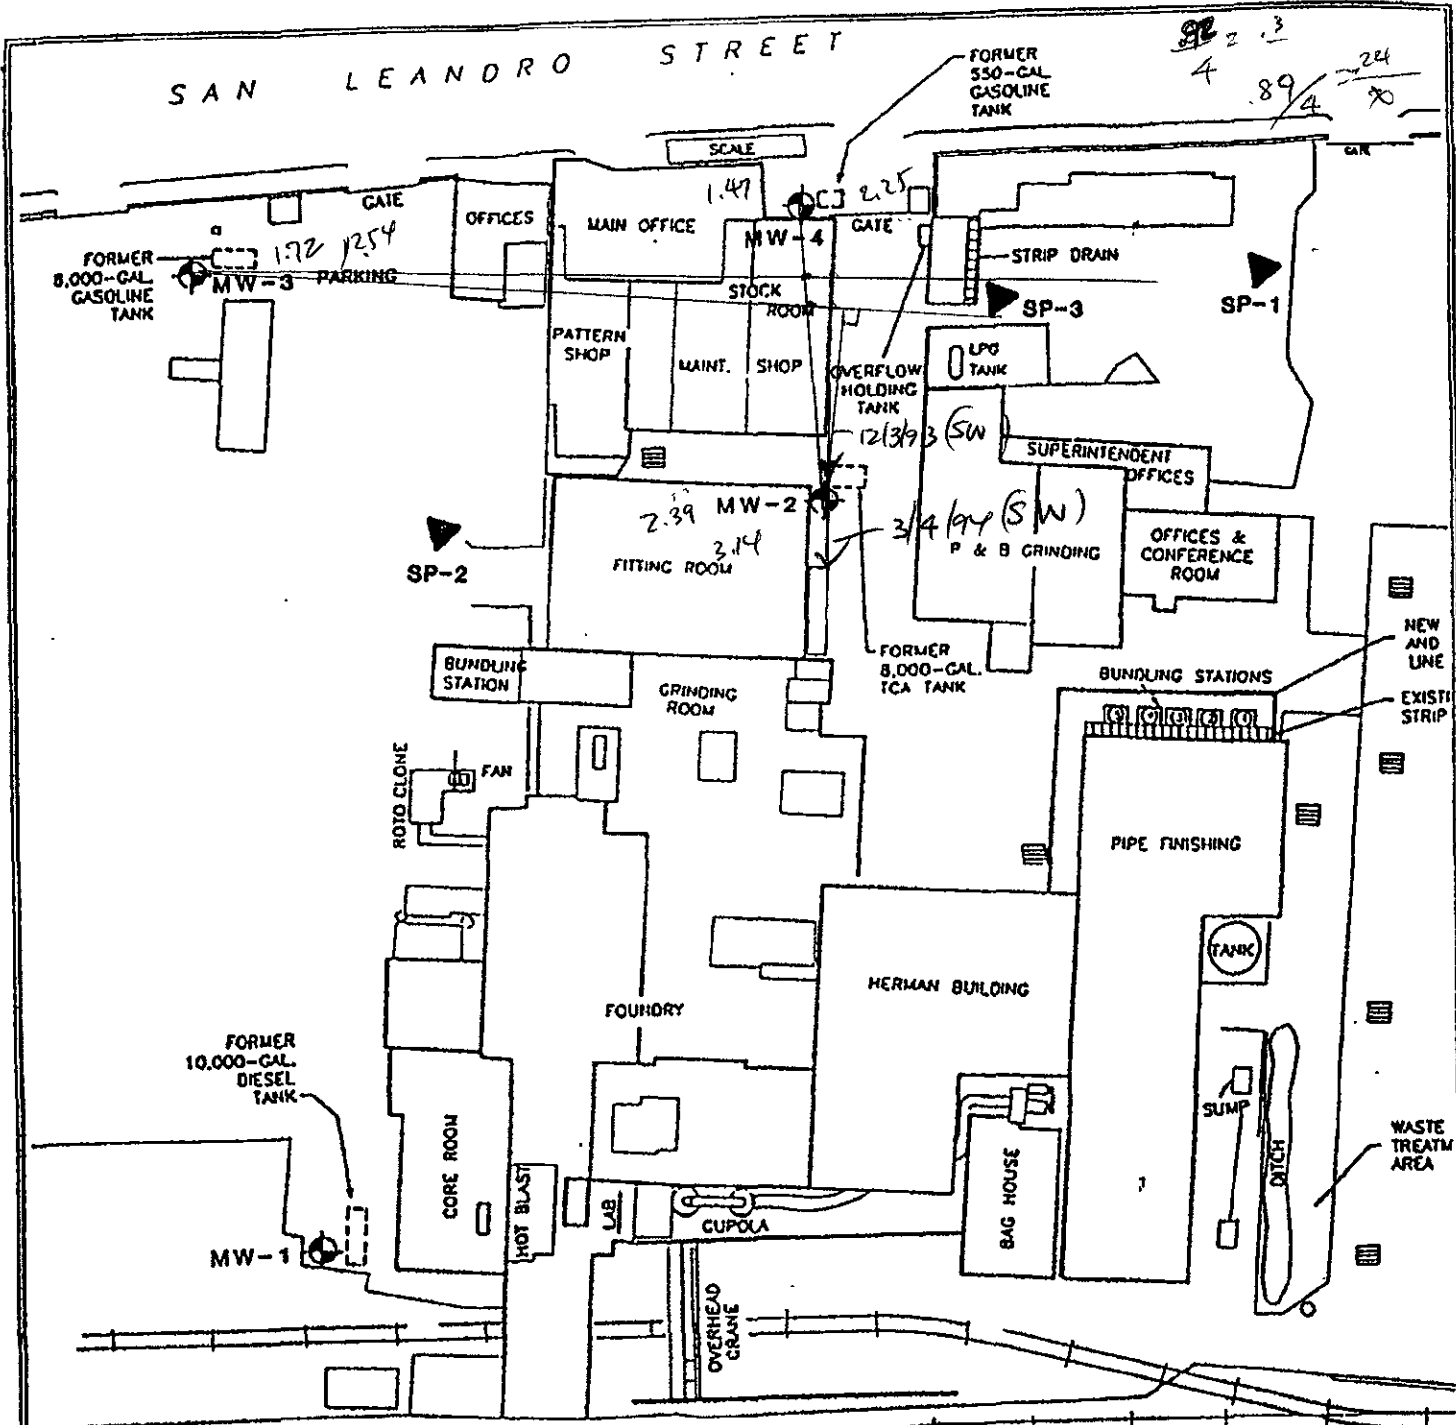 SAN LEANDRO STREET
FORMER
550-GAL
GASOLINE
TANK
.89/4
SCALE
GATE
OFFICES
MAIN OFFICE
1.47
2.25
GATE
MW-4
FORMER
8,000-GAL.
GASOLINE
TANK
1.72
MW-3
PARKING
STRIP DRAIN
SP-3
SP-1
STOCK
ROOM
PATTERN
SHOP
MAINT.
SHOP
OVERFLOW
HOLDING
TANK
LPG
TANK
12/3/93 (SW)
SUPERINTENDENT
OFFICES
2.39
3.14
MW-2
3/4/94 (SW)
P & B GRINDING
OFFICES &
CONFERENCE
ROOM
SP-2
FITTING ROOM
FORMER
8,000-GAL.
TCA TANK
NEW
AND
LINE
BUNDLING
STATION
GRINDING
ROOM
BUNDLING STATIONS
EXISTI
STRIP
ROTO CLONE
FAN
PIPE FINISHING
TANK
HERMAN BUILDING
FOUNDRY
FORMER
10,000-GAL.
DIESEL
TANK
SUMP
DITCH
WASTE
TREATM
AREA
CORE ROOM
HOT BLAST
LAB
CUPOLA
BAG HOUSE
MW-1
OVERHEAD
CRANE